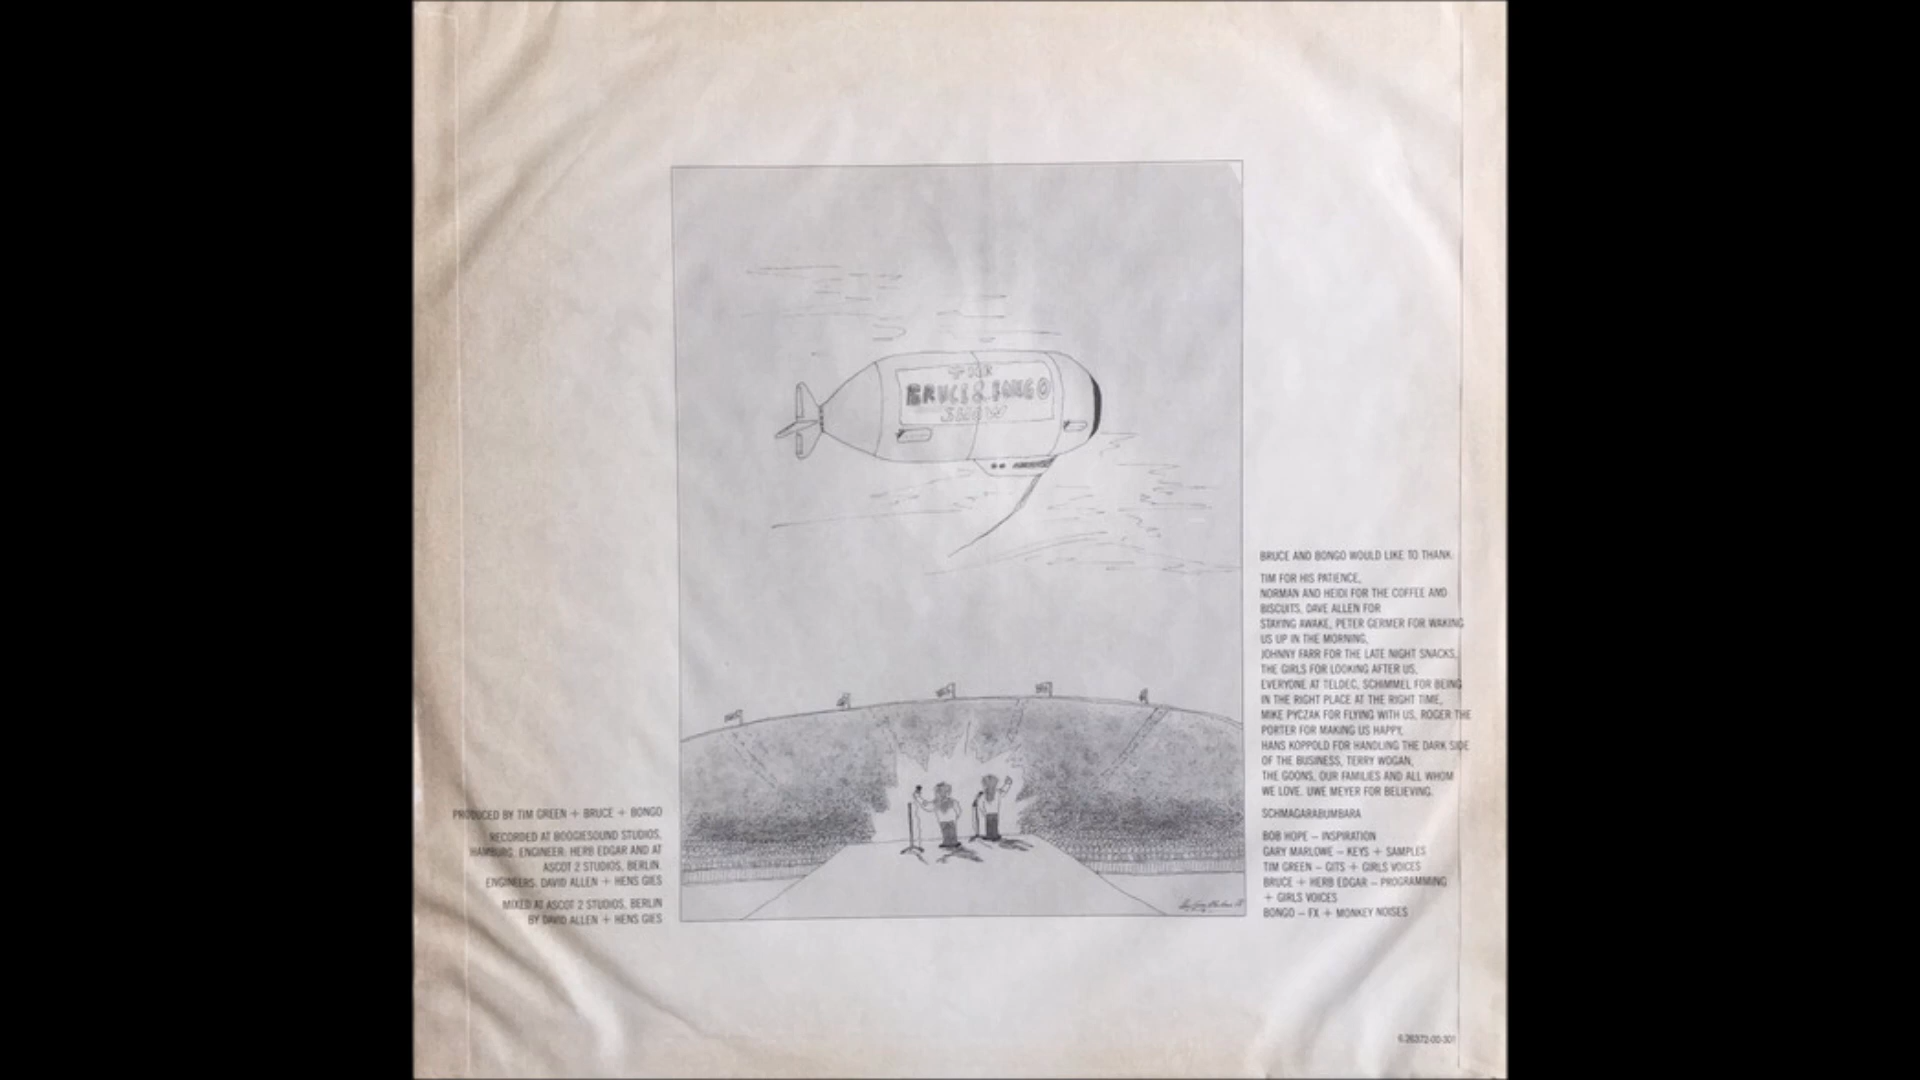 THE
BRUCE & BONGO
SHOW
PRODUCED BY TIM GREEN + BRUCE + BONGO
RECORDED AT BOOGIESOUND STUDIOS,
HAMBURG. ENGINEER: HERB EDGAR AND AT
ASCOT 2 STUDIOS, BERLIN.
ENGINEERS: DAVID ALLEN + HENS GIES
MIXED AT ASCOT 2 STUDIOS, BERLIN
BY DAVID ALLEN + HENS GIES
BRUCE AND BONGO WOULD LIKE TO THANK:
TIM FOR HIS PATIENCE,
NORMAN AND HEIDI FOR THE COFFEE AND
BISCUITS, DAVE ALLEN FOR
STAYING AWAKE, PETER GERMER FOR WAKING
US UP IN THE MORNING,
JOHNNY FARR FOR THE LATE NIGHT SNACKS,
THE GIRLS FOR LOOKING AFTER US,
EVERYONE AT TELDEC, SCHIMMEL FOR BEING
IN THE RIGHT PLACE AT THE RIGHT TIME,
MIKE PYCZAK FOR FLYING WITH US, ROGER THE
PORTER FOR MAKING US HAPPY,
HANS KOPPOLD FOR HANDLING THE DARK SIDE
OF THE BUSINESS, TERRY WOGAN,
THE GOONS, OUR FAMILIES AND ALL WHOM
WE LOVE. UWE MEYER FOR BELIEVING.
SCHMAGARABUMBARA
BOB HOPE – INSPIRATION
GARY MARLOWE – KEYS + SAMPLES
TIM GREEN – GITS + GIRLS VOICES
BRUCE + HERB EDGAR – PROGRAMMING
+ GIRLS VOICES
BONGO – FX + MONKEY NOISES
6.26372-00-301